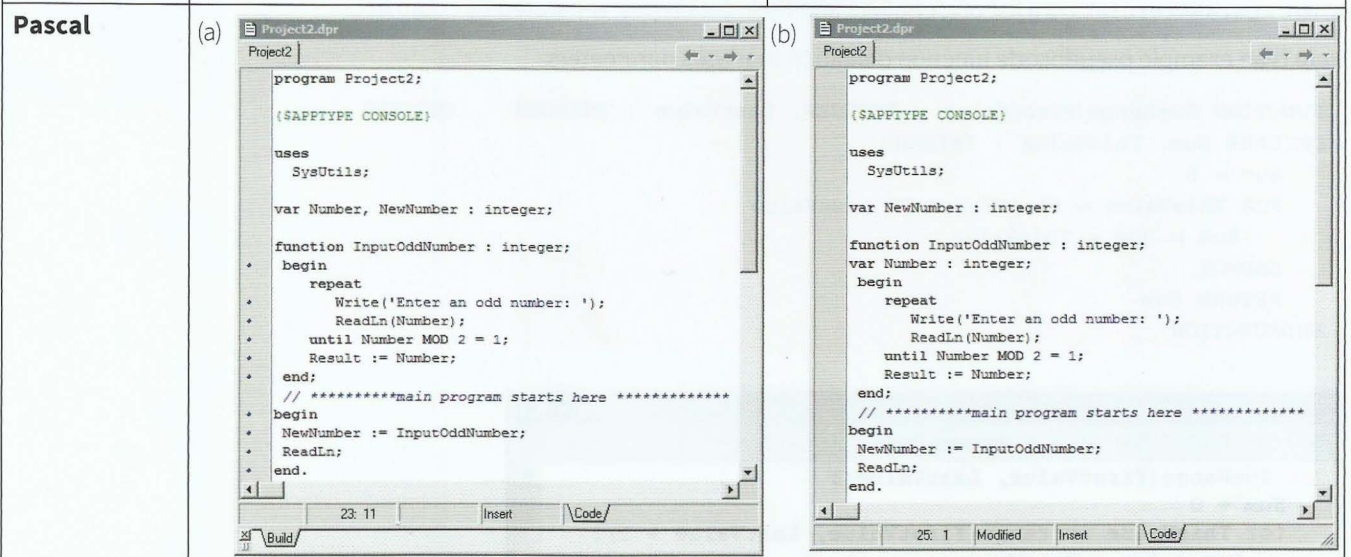 Pascal
(a)
Project2.dpr
Project2
program Project2;
{$APPTYPE CONSOLE}
uses
SysUtils;
var Number, NewNumber : integer;
function InputOddNumber : integer;
begin
repeat
Write('Enter an odd number: ');
ReadLn(Number);
until Number MOD 2 = 1;
Result := Number;
end;
// **********main program starts here *************
begin
NewNumber := InputOddNumber;
ReadLn;
end.
23: 11 Insert Code
Build
(b)
Project2.dpr
Project2
program Project2;
{$APPTYPE CONSOLE}
uses
SysUtils;
var NewNumber : integer;
function InputOddNumber : integer;
var Number : integer;
begin
repeat
Write('Enter an odd number: ');
ReadLn(Number);
until Number MOD 2 = 1;
Result := Number;
end;
// **********main program starts here *************
begin
NewNumber := InputOddNumber;
ReadLn;
end.
25: 1 Modified Insert Code